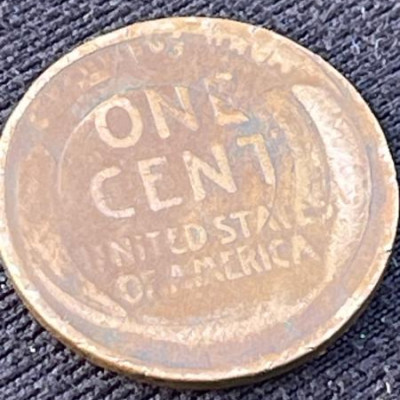 ONE
CENT
UNITED STATES
OF AMERICA